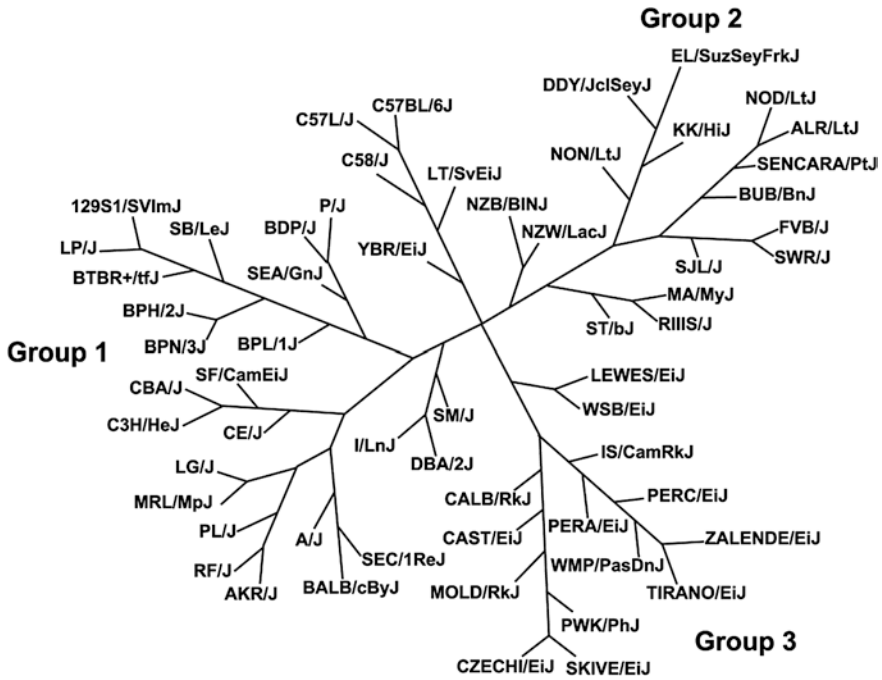 Group 2
EL/SuzSeyFrkJ
DDY/JclSeyJ
NOD/LtJ
C57BL/6J
C57L/J
ALR/LtJ
KK/HiJ
C58/J
NON/LtJ
SENCARA/PtJ
LT/SvEiJ
BUB/BnJ
P/J
NZB/BINJ
129S1/SVImJ
SB/LeJ
BDP/J
NZW/LacJ
FVB/J
LP/J
YBR/EiJ
SJL/J
SWR/J
BTBR+/tfJ
SEA/GnJ
MA/MyJ
BPH/2J
ST/bJ
RIIIS/J
BPN/3J
BPL/1J
Group 1
SF/CamEiJ
LEWES/EiJ
CBA/J
WSB/EiJ
SM/J
C3H/HeJ
CE/J
I/LnJ
IS/CamRkJ
DBA/2J
LG/J
CALB/RkJ
PERC/EiJ
MRL/MpJ
PERA/EiJ
PL/J
A/J
CAST/EiJ
ZALENDE/EiJ
SEC/1ReJ
WMP/PasDnJ
RF/J
BALB/cByJ
MOLD/RkJ
TIRANO/EiJ
AKR/J
PWK/PhJ
Group 3
CZECHI/EiJ
SKIVE/EiJ